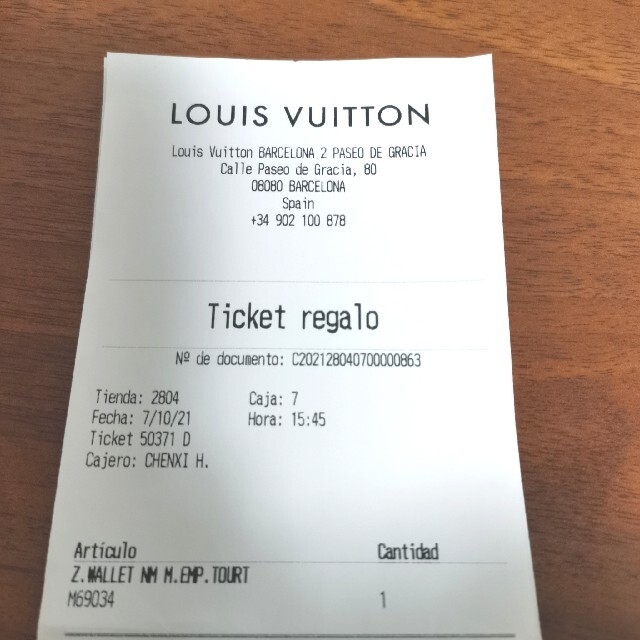 LOUIS VUITTON
Louis Vuitton BARCELONA 2 PASEO DE GRACIA
Calle Paseo de Gracia, 80
08080 BARCELONA
Spain
+34 902 100 878
Ticket regalo
Nº de documento: C202128040700000863
Tienda: 2804 Caja: 7
Fecha: 7/10/21 Hora: 15:45
Ticket 50371 D
Cajero: CHENXI H.
Artículo Cantidad
Z.WALLET NM M.EMP.TOURT
M69034 1